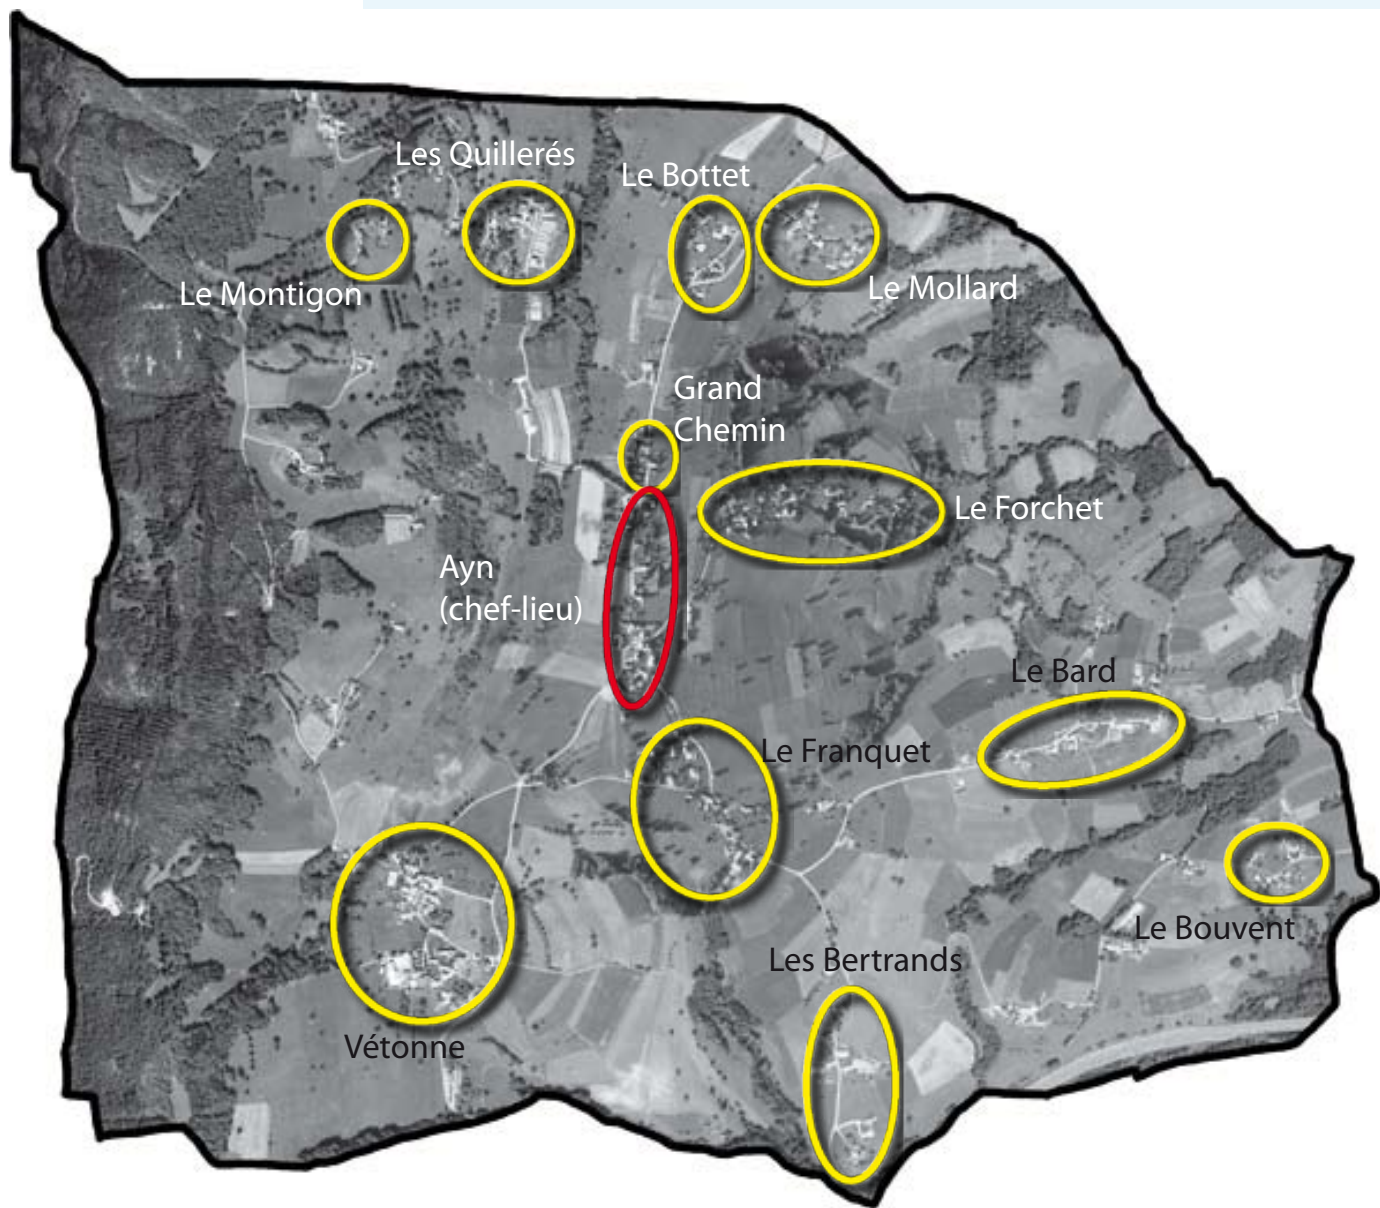 Les Quillerés
Le Bottet
Le Montigon
Le Mollard
Grand
Chemin
Le Forchet
Ayn
(chef-lieu)
Le Bard
Le Franquet
Le Bouvent
Les Bertrands
Vétonne